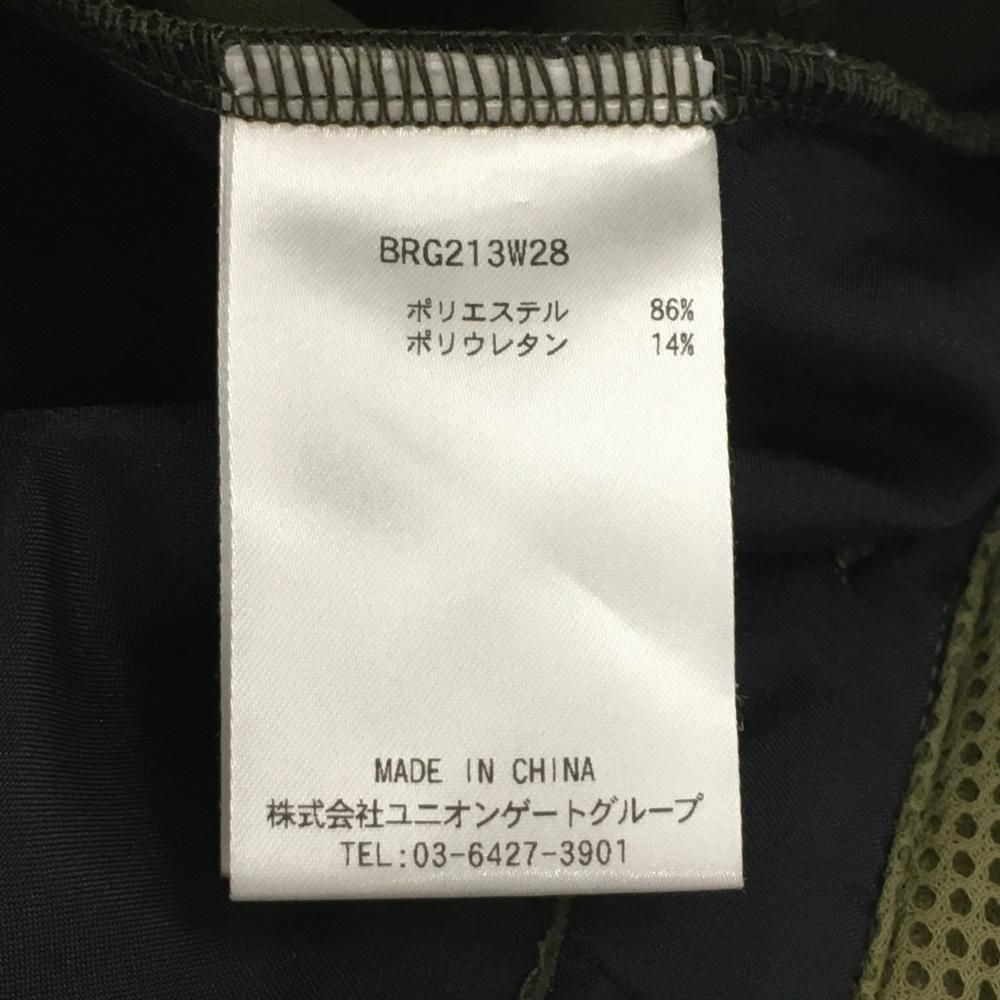 BRG213W28
ポリエステル 86%
ポリウレタン 14%
MADE IN CHINA
株式会社ユニオンゲートグループ
TEL:03-6427-3901